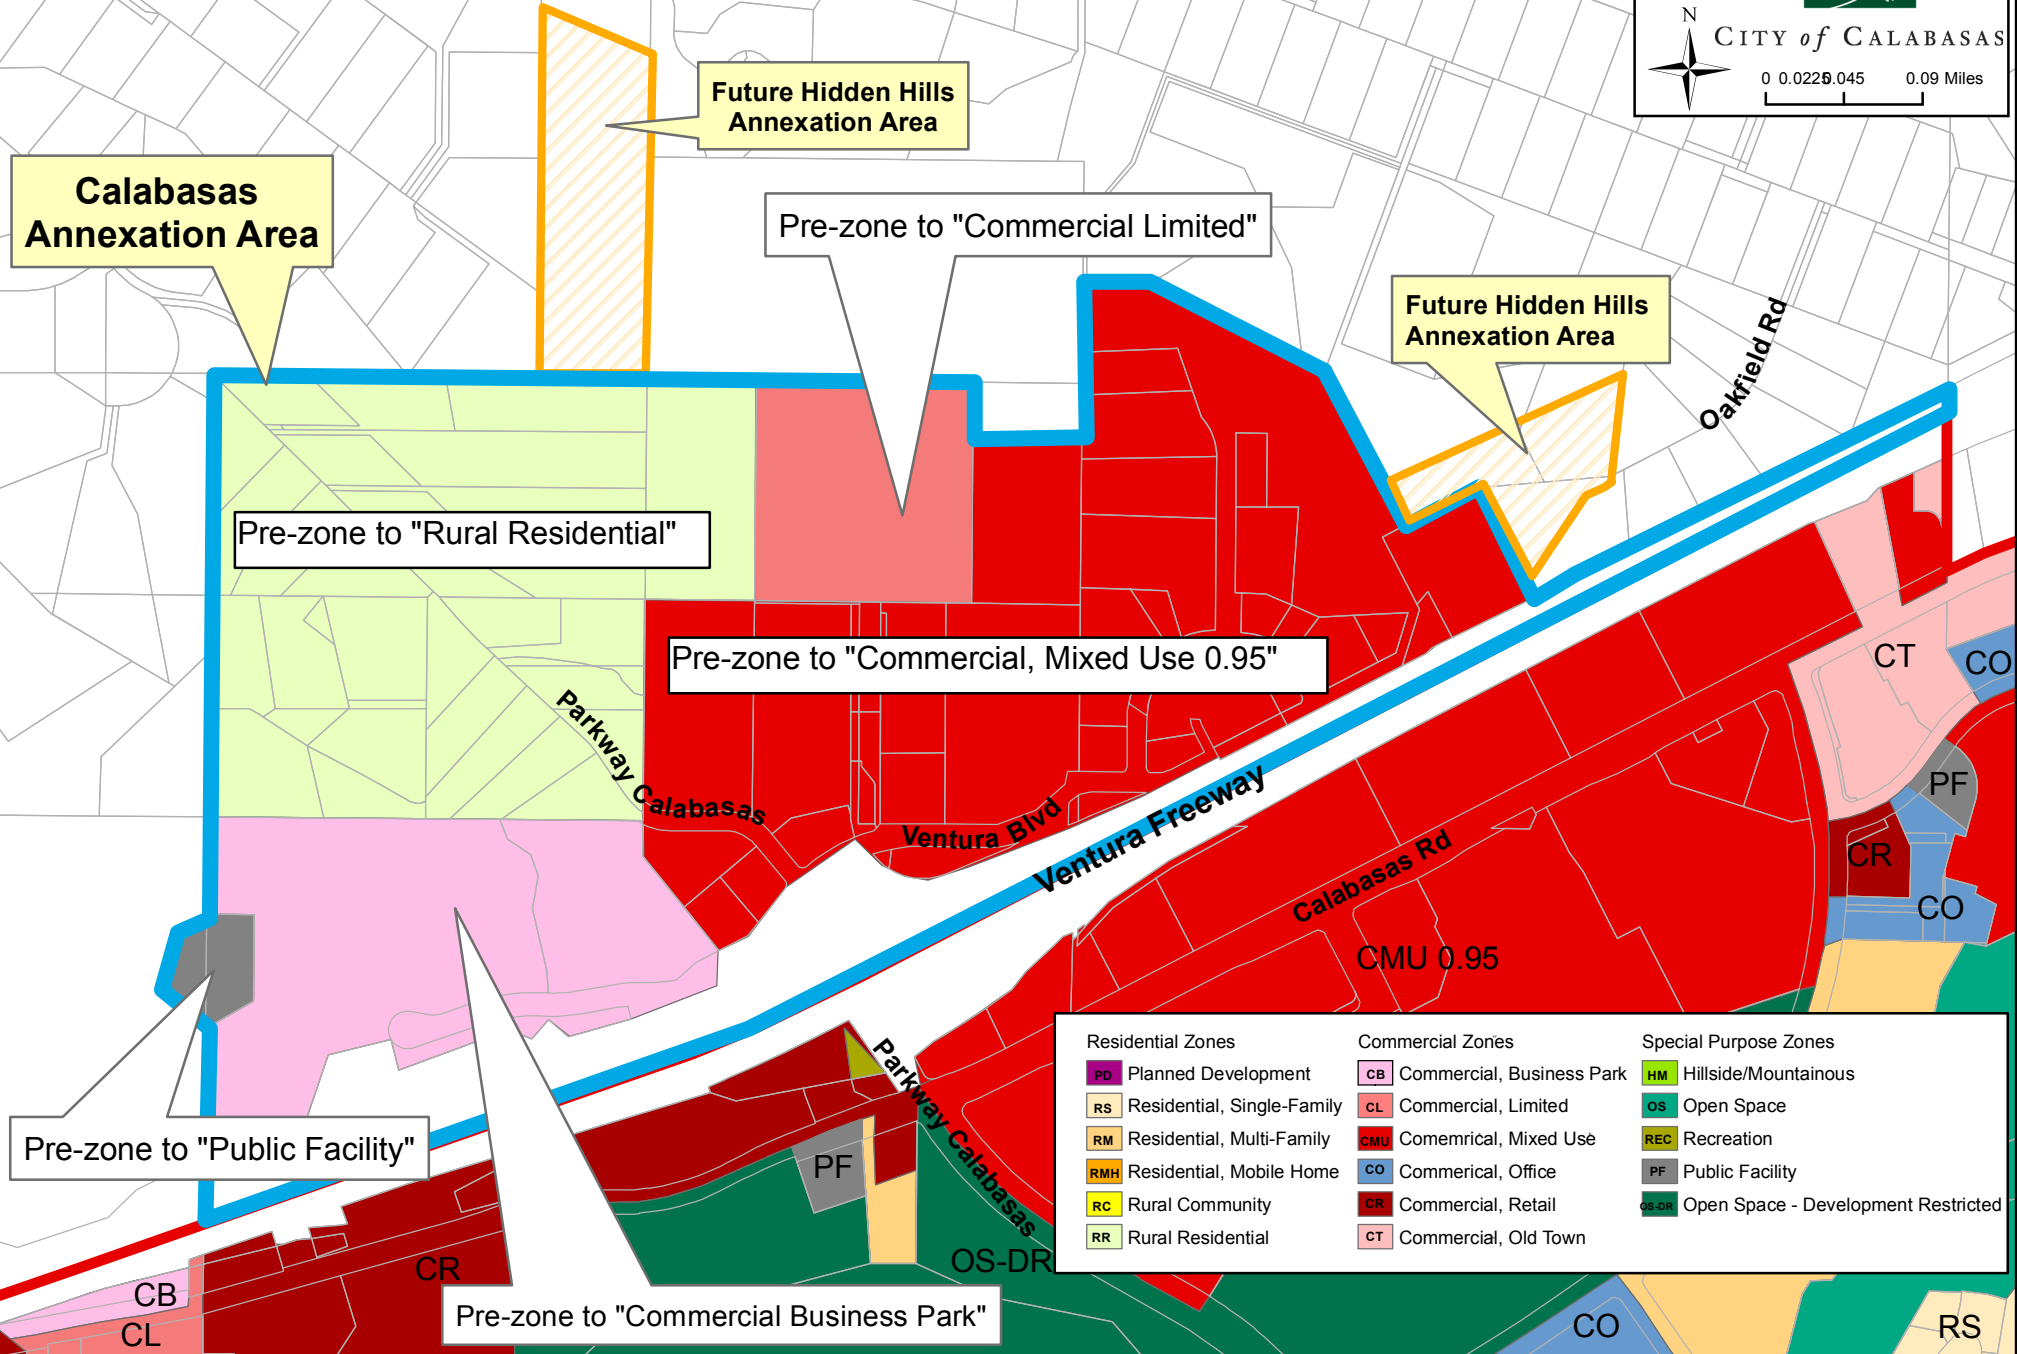 N
CITY of CALABASAS
0 0.0225 0.045 0.09 Miles
Future Hidden Hills
Annexation Area
Calabasas
Annexation Area
Pre-zone to "Commercial Limited"
Future Hidden Hills
Annexation Area
Oakfield Rd
Pre-zone to "Rural Residential"
Pre-zone to "Commercial, Mixed Use 0.95"
CT
CO
Parkway Calabasas
Ventura Blvd
Ventura Freeway
PF
Calabasas Rd
CR
CO
CMU 0.95
Pre-zone to "Public Facility"
PF
Parkway Calabasas
OS-DR
CR
CB
CL
Pre-zone to "Commercial Business Park"
CO
RS
Residential Zones
PD Planned Development
RS Residential, Single-Family
RM Residential, Multi-Family
RMH Residential, Mobile Home
RC Rural Community
RR Rural Residential
Commercial Zones
CB Commercial, Business Park
CL Commercial, Limited
CMU Comemrical, Mixed Use
CO Commerical, Office
CR Commercial, Retail
CT Commercial, Old Town
Special Purpose Zones
HM Hillside/Mountainous
OS Open Space
REC Recreation
PF Public Facility
OS-DR Open Space - Development Restricted